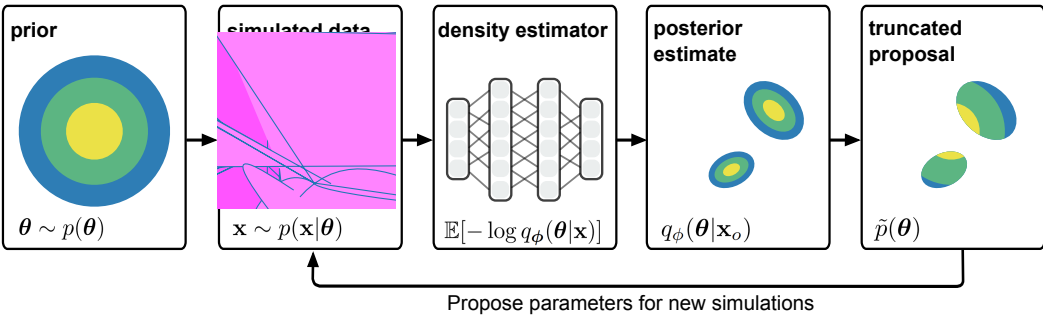 prior
simulated data
density estimator
posterior
estimate
truncated
proposal
θ ∼ p(θ)
x ∼ p(x|θ)
𝔼[− log q_ϕ(θ|x)]
q_ϕ(θ|x_o)
p̃(θ)
Propose parameters for new simulations